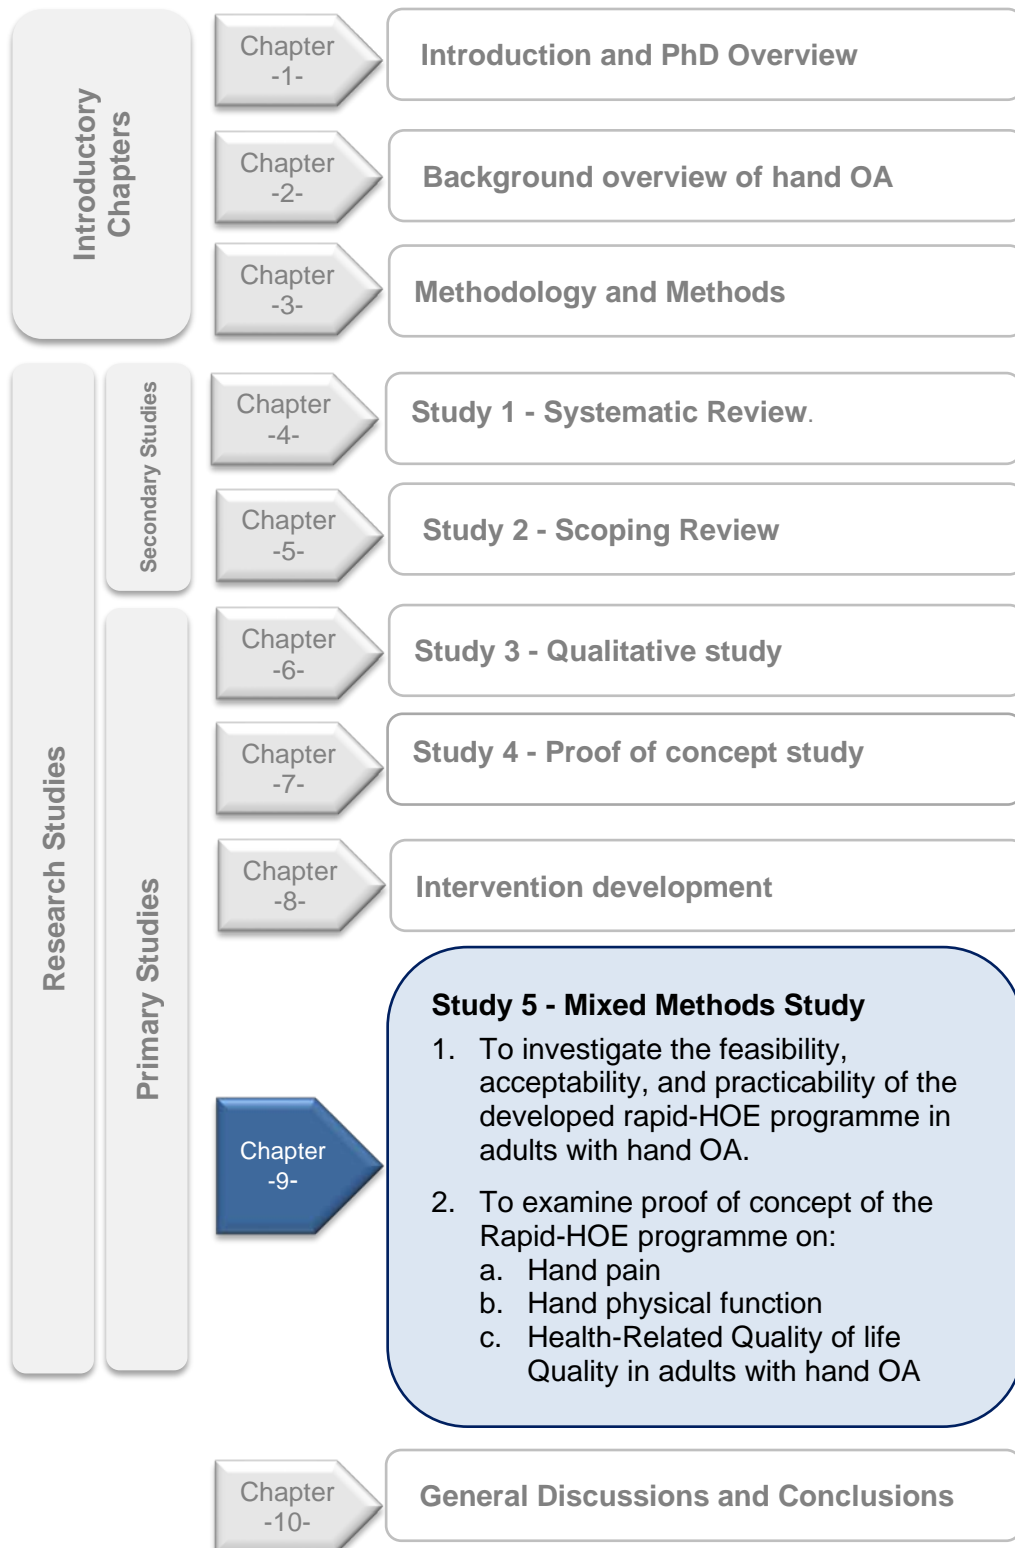 Introductory
Chapters
Chapter
-1-
Introduction and PhD Overview
Chapter
-2-
Background overview of hand OA
Chapter
-3-
Methodology and Methods
Research Studies
Secondary Studies
Chapter
-4-
Study 1 - Systematic Review.
Chapter
-5-
Study 2 - Scoping Review
Primary Studies
Chapter
-6-
Study 3 - Qualitative study
Chapter
-7-
Study 4 - Proof of concept study
Chapter
-8-
Intervention development
Chapter
-9-
Study 5 - Mixed Methods Study
1. To investigate the feasibility,
acceptability, and practicability of the
developed rapid-HOE programme in
adults with hand OA.
2. To examine proof of concept of the
Rapid-HOE programme on:
a. Hand pain
b. Hand physical function
c. Health-Related Quality of life
Quality in adults with hand OA
Chapter
-10-
General Discussions and Conclusions